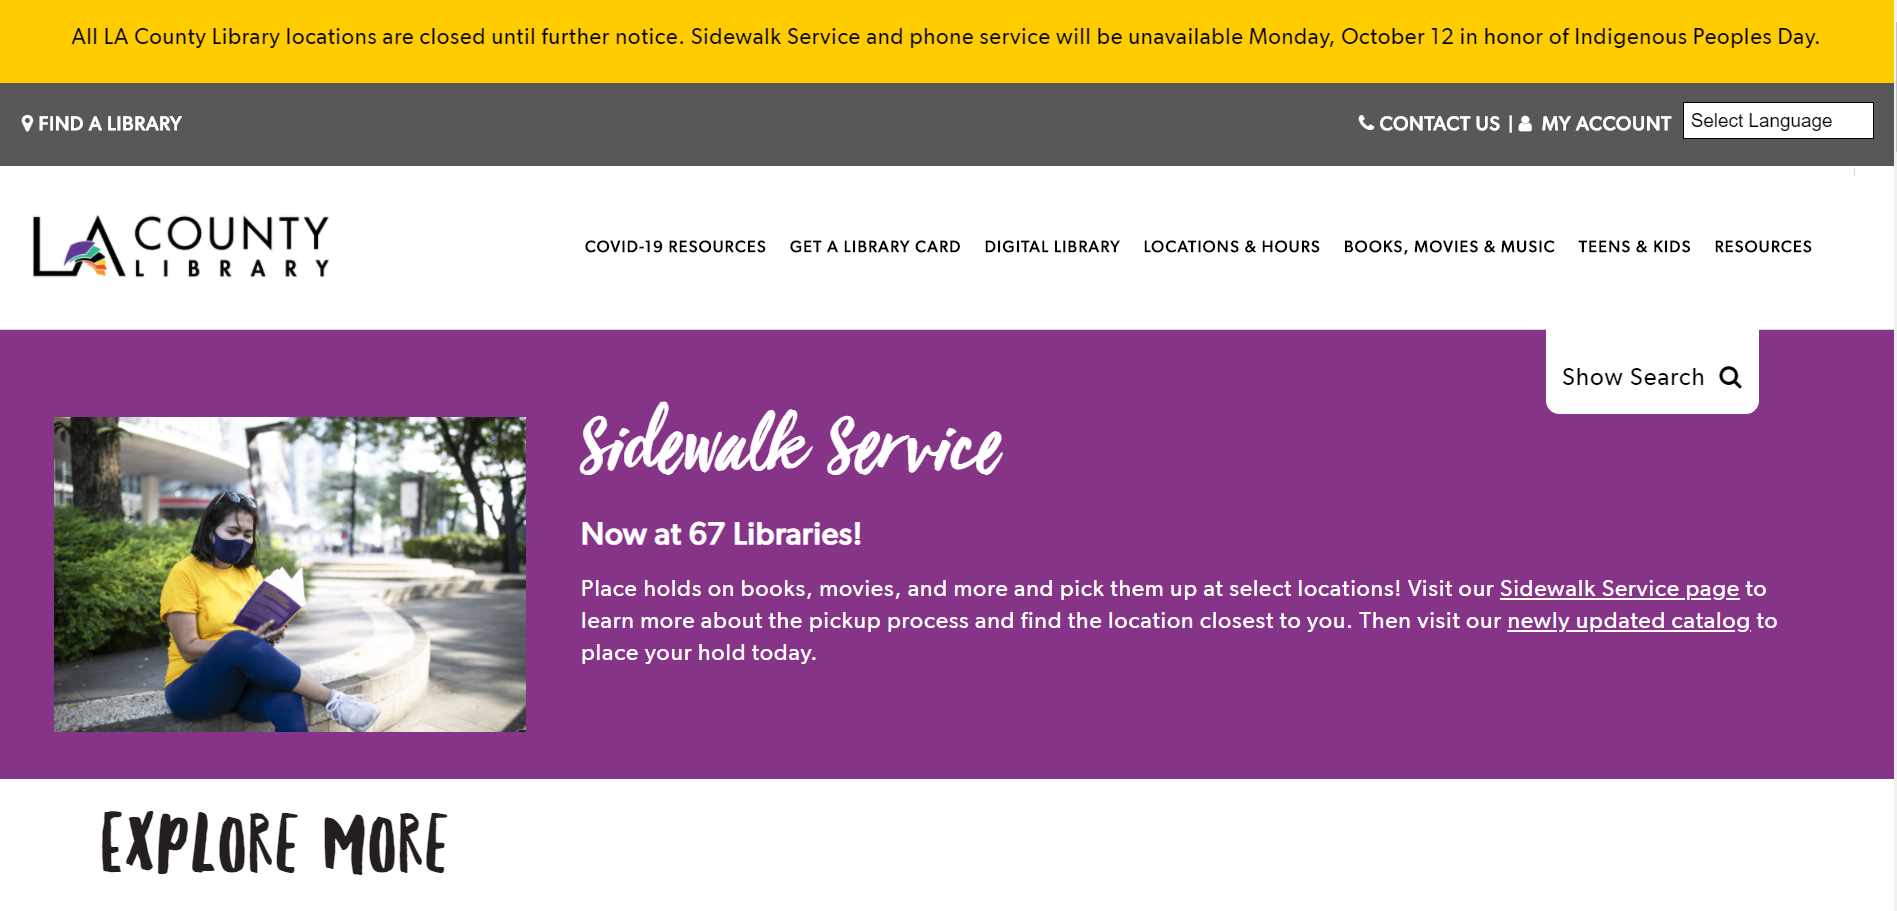 All LA County Library locations are closed until further notice. Sidewalk Service and phone service will be unavailable Monday, October 12 in honor of Indigenous Peoples Day.
FIND A LIBRARY
CONTACT US | MY ACCOUNT
Select Language
LA COUNTY
LIBRARY
COVID-19 RESOURCES
GET A LIBRARY CARD
DIGITAL LIBRARY
LOCATIONS & HOURS
BOOKS, MOVIES & MUSIC
TEENS & KIDS
RESOURCES
Show Search
Sidewalk Service
Now at 67 Libraries!
Place holds on books, movies, and more and pick them up at select locations! Visit our Sidewalk Service page to
learn more about the pickup process and find the location closest to you. Then visit our newly updated catalog to
place your hold today.
EXPLORE MORE